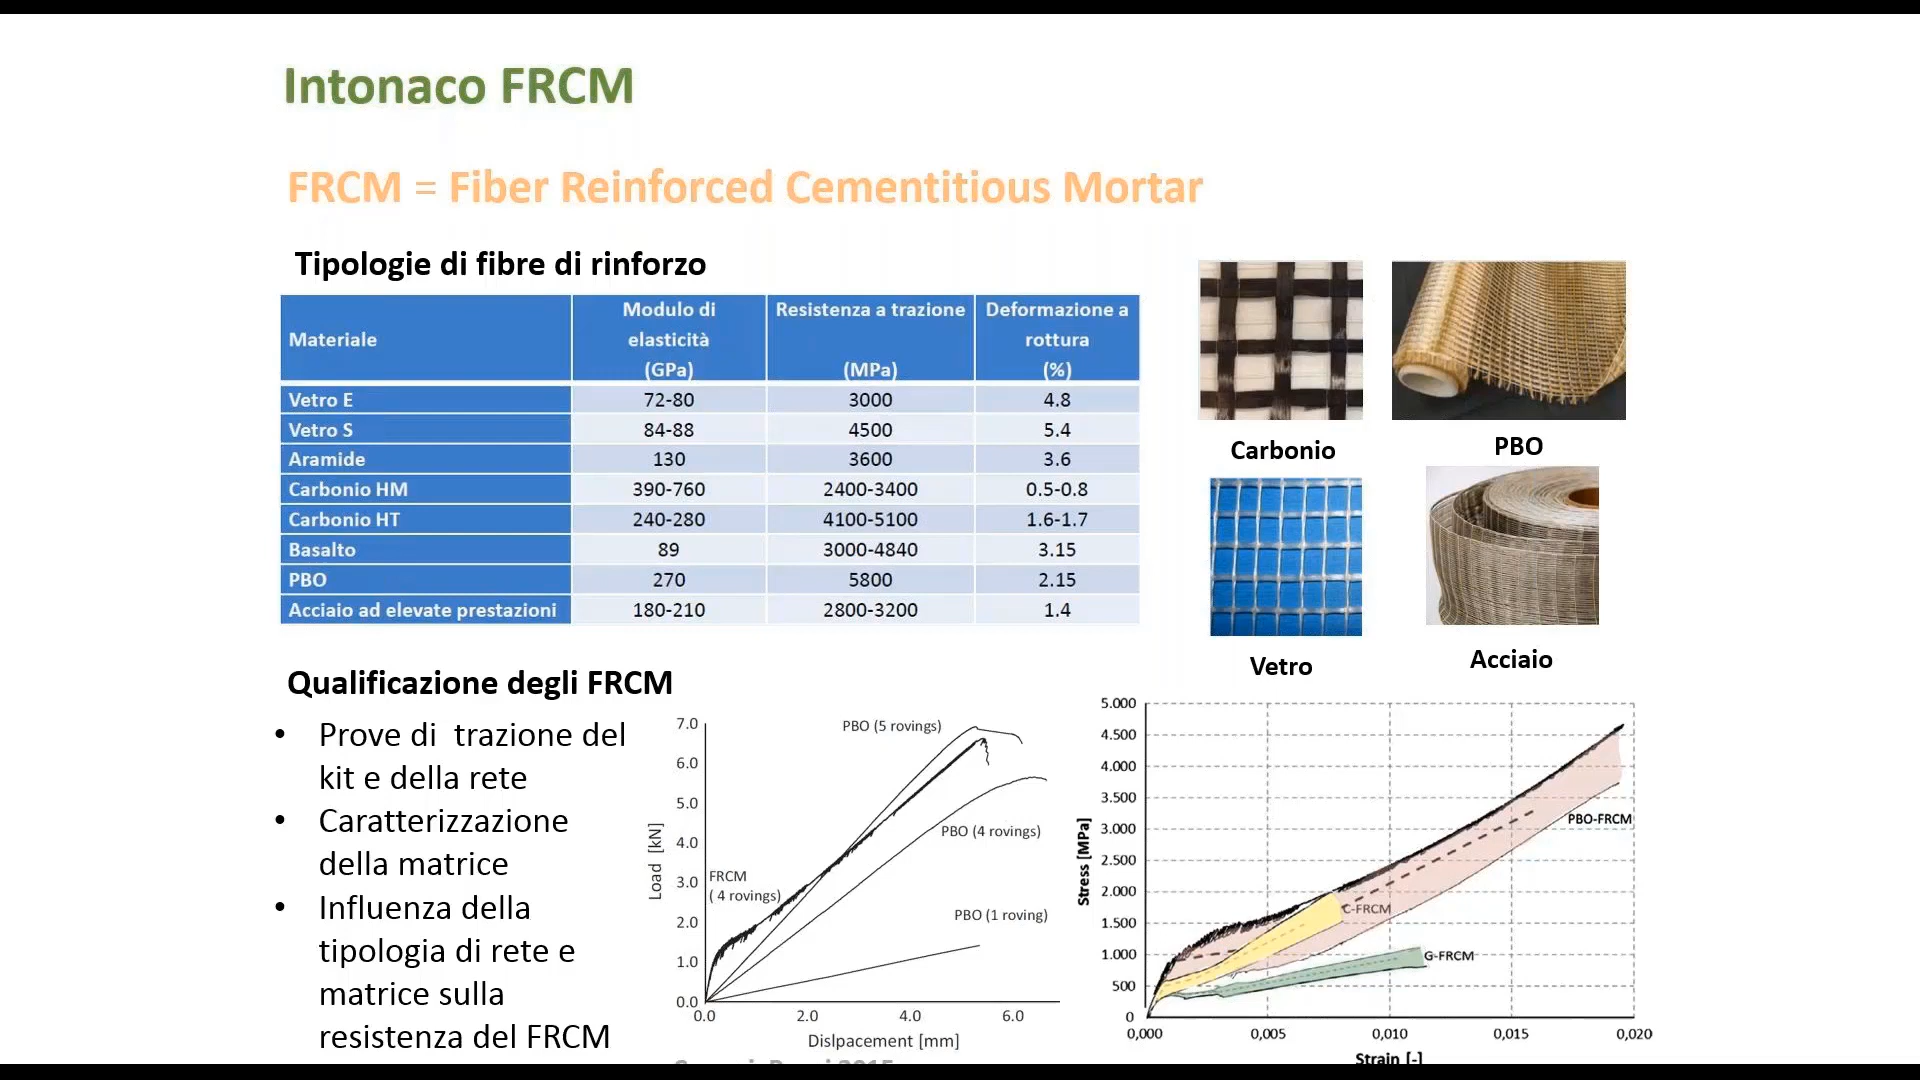 Intonaco FRCM
FRCM = Fiber Reinforced Cementitious Mortar
Tipologie di fibre di rinforzo
Materiale
Modulo di
elasticità
(GPa)
Resistenza a trazione
(MPa)
Deformazione a
rottura
(%)
Vetro E 72-80 3000 4.8
Vetro S 84-88 4500 5.4
Aramide 130 3600 3.6
Carbonio HM 390-760 2400-3400 0.5-0.8
Carbonio HT 240-280 4100-5100 1.6-1.7
Basalto 89 3000-4840 3.15
PBO 270 5800 2.15
Acciaio ad elevate prestazioni 180-210 2800-3200 1.4
Carbonio
PBO
Vetro
Acciaio
Qualificazione degli FRCM
• Prove di trazione del
kit e della rete
• Caratterizzazione
della matrice
• Influenza della
tipologia di rete e
matrice sulla
resistenza del FRCM
7.0
6.0
5.0
4.0
3.0
2.0
1.0
0.0
Load [kN]
PBO (5 rovings)
PBO (4 rovings)
FRCM
( 4 rovings)
PBO (1 roving)
0.0 2.0 4.0 6.0
Dislpacement [mm]
5.000
4.500
4.000
3.500
3.000
2.500
2.000
1.500
1.000
500
0
Stress [MPa]
PBO-FRCM
C-FRCM
G-FRCM
0,000 0,005 0,010 0,015 0,020
Strain [-]